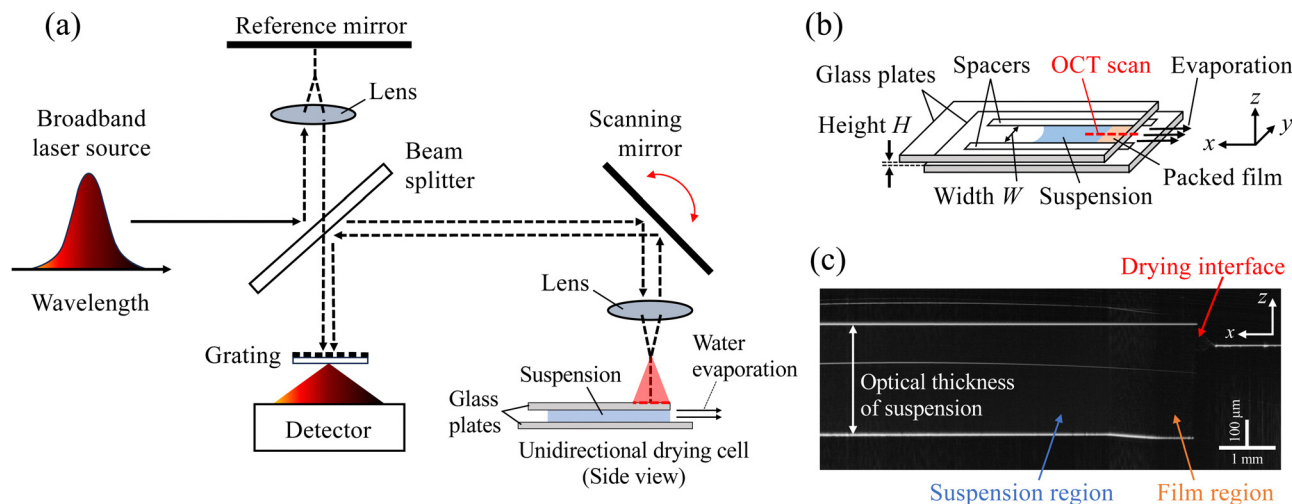 (a)
Reference mirror
Lens
Broadband
laser source
Wavelength
Beam
splitter
Scanning
mirror
Lens
Grating
Detector
Water
evaporation
Suspension
Glass
plates
Unidirectional drying cell
(Side view)
(b)
Glass plates
Spacers
OCT scan
Evaporation
Height H
Width W
Suspension
Packed film
z
y
x
(c)
Drying interface
z
x
Optical thickness
of suspension
100 μm
1 mm
Suspension region
Film region